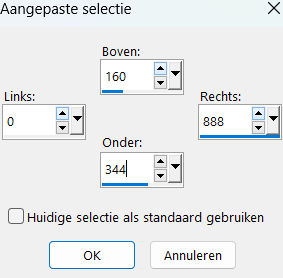 Aangepaste selectie
Boven:
160
Links:
0
Rechts:
888
Onder:
344
Huidige selectie als standaard gebruiken
OK
Annuleren